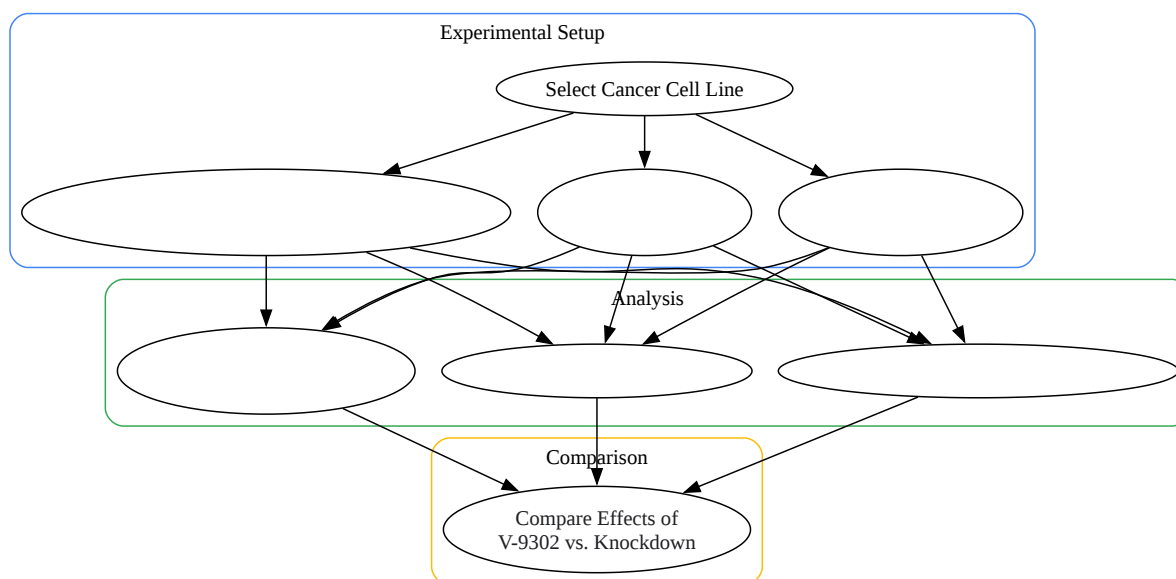 Experimental Setup
Select Cancer Cell Line
Analysis
Comparison
Compare Effects of
V-9302 vs. Knockdown